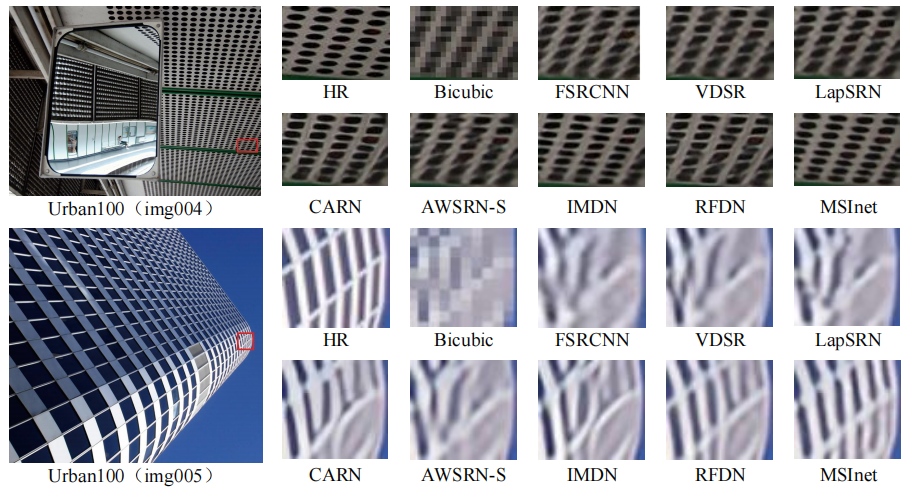 HR Bicubic FSRCNN VDSR LapSRN
CARN AWSRN-S IMDN RFDN MSInet
Urban100（img004）
HR Bicubic FSRCNN VDSR LapSRN
CARN AWSRN-S IMDN RFDN MSInet
Urban100（img005）